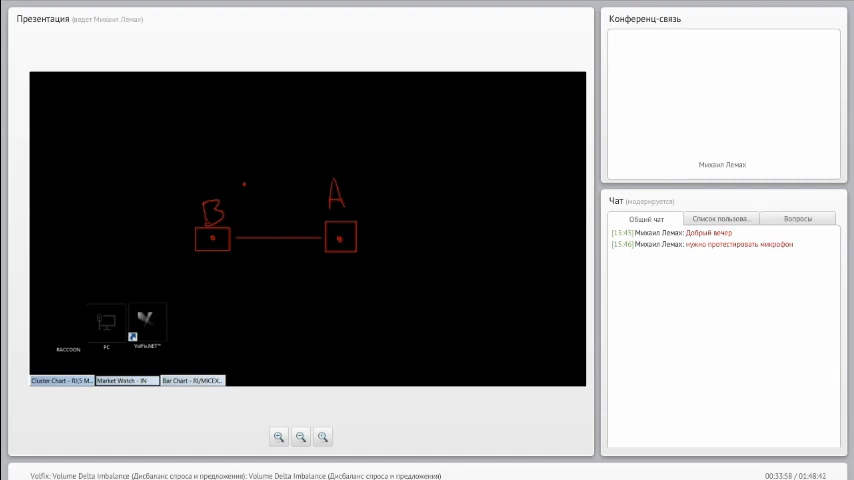 Презентация (ведет Михаил Лемах)
B
A
RACCOON
PC
VolFix.NET™
Cluster Chart - RI(5 M...
Market Watch - IN
Bar Chart - RI/MICEX...
Конференц-связь
Михаил Лемах
Чат (модерируется)
Общий чат
Список пользова...
Вопросы
[15:45] Михаил Лемах: Добрый вечер
[15:46] Михаил Лемах: нужно протестировать микрофон
Volfix: Volume Delta Imbalance (Дисбаланс спроса и предложения): Volume Delta Imbalance (Дисбаланс спроса и предложения)
00:33:58 / 01:48:42